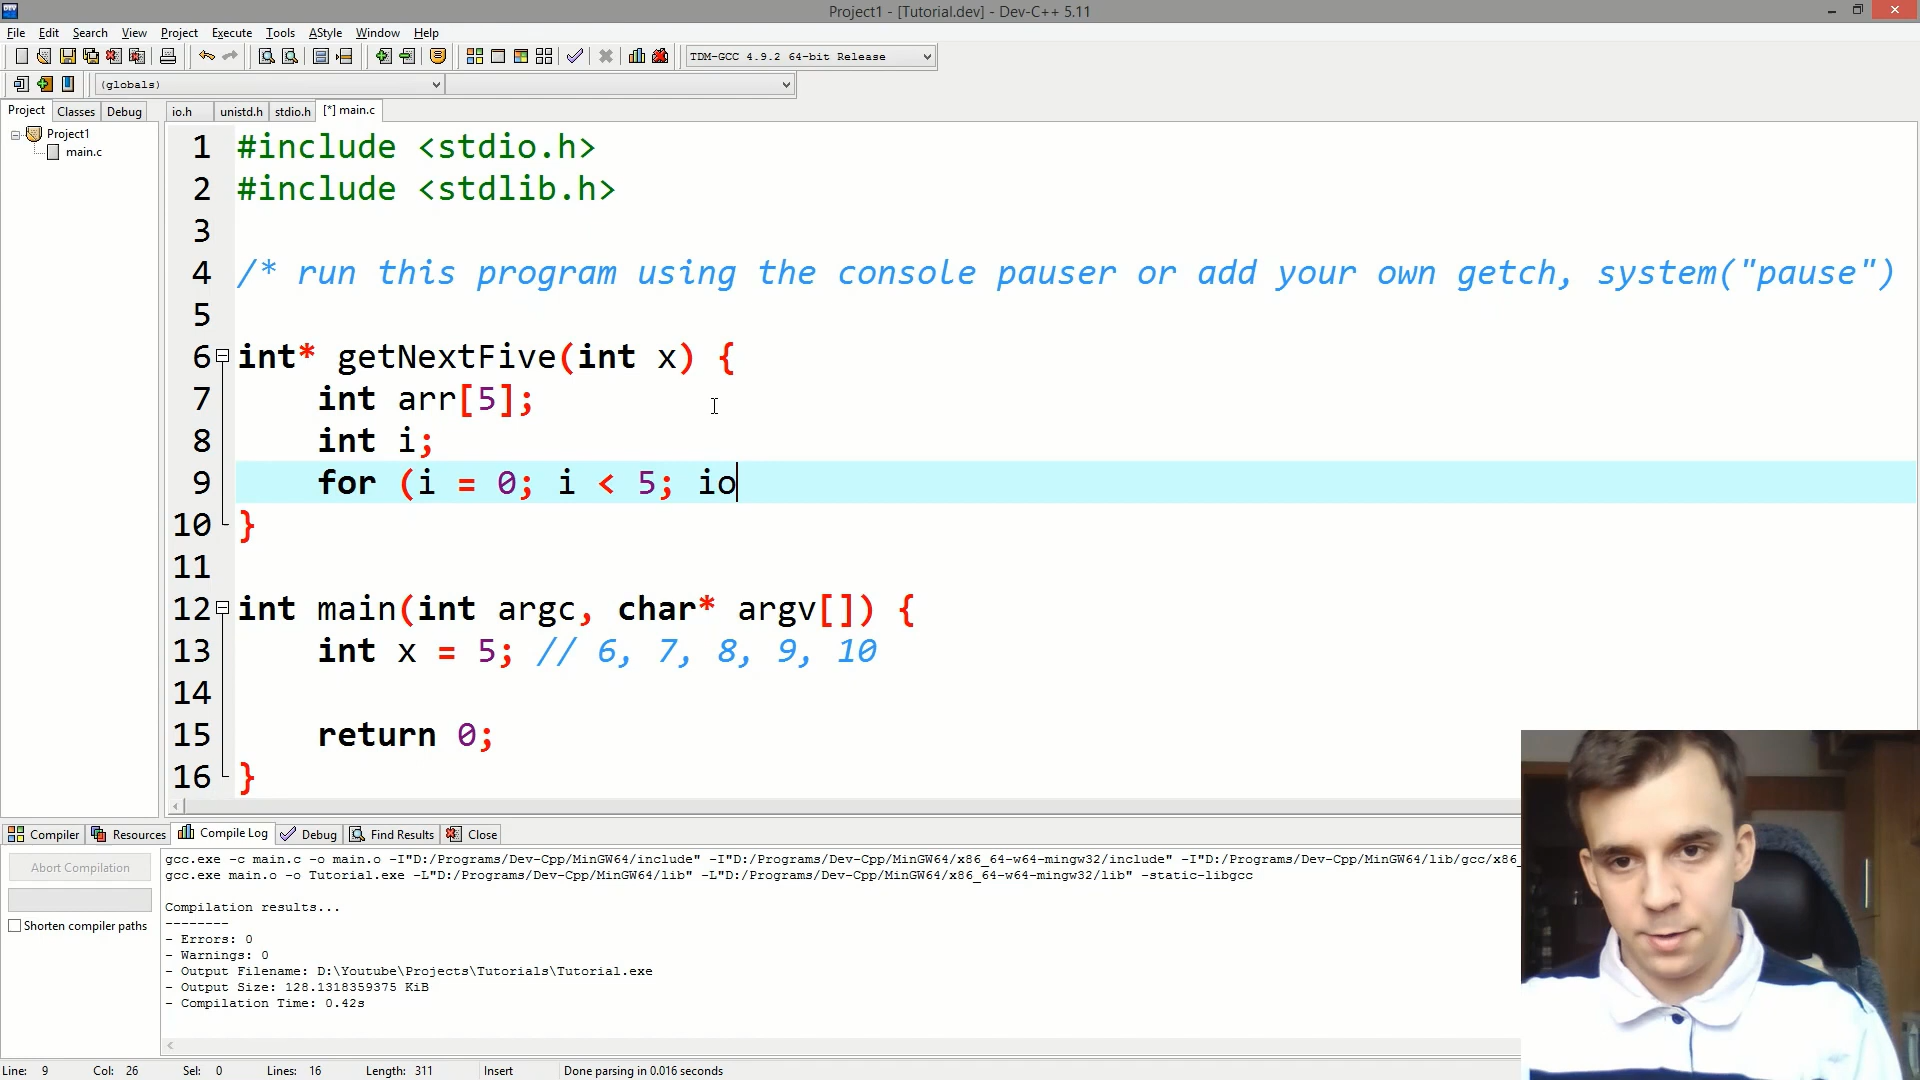 Project1 - [Tutorial.dev] - Dev-C++ 5.11
File Edit Search View Project Execute Tools AStyle Window Help
TDM-GCC 4.9.2 64-bit Release
(globals)
Project Classes Debug
io.h unistd.h stdio.h [*] main.c
Project1
main.c
1 #include <stdio.h>
2 #include <stdlib.h>
3
4 /* run this program using the console pauser or add your own getch, system("pause")
5
6 int* getNextFive(int x) {
7 int arr[5];
8 int i;
9 for (i = 0; i < 5; io
10 }
11
12 int main(int argc, char* argv[]) {
13 int x = 5; // 6, 7, 8, 9, 10
14
15 return 0;
16 }
Compiler Resources Compile Log Debug Find Results Close
Abort Compilation
Shorten compiler paths
gcc.exe -c main.c -o main.o -I"D:/Programs/Dev-Cpp/MinGW64/include" -I"D:/Programs/Dev-Cpp/MinGW64/x86_64-w64-mingw32/include" -I"D:/Programs/Dev-Cpp/MinGW64/lib/gcc/x86_
gcc.exe main.o -o Tutorial.exe -L"D:/Programs/Dev-Cpp/MinGW64/lib" -L"D:/Programs/Dev-Cpp/MinGW64/x86_64-w64-mingw32/lib" -static-libgcc
Compilation results...
--------
- Errors: 0
- Warnings: 0
- Output Filename: D:\Youtube\Projects\Tutorials\Tutorial.exe
- Output Size: 128.1318359375 KiB
- Compilation Time: 0.42s
Line: 9 Col: 26 Sel: 0 Lines: 16 Length: 311 Insert Done parsing in 0.016 seconds